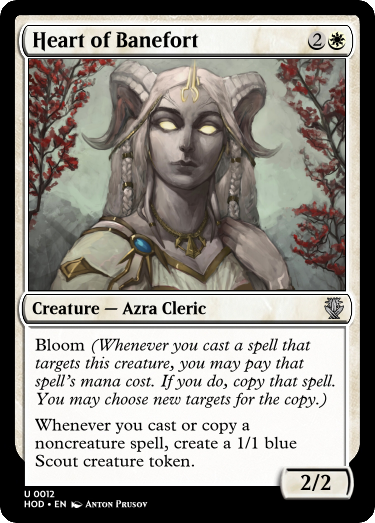 Heart of Banefort 2
Creature — Azra Cleric
Bloom (Whenever you cast a spell that
targets this creature, you may pay that
spell's mana cost. If you do, copy that spell.
You may choose new targets for the copy.)
Whenever you cast or copy a
noncreature spell, create a 1/1 blue
Scout creature token.
2/2
U 0012
HOD • EN Anton Prusov